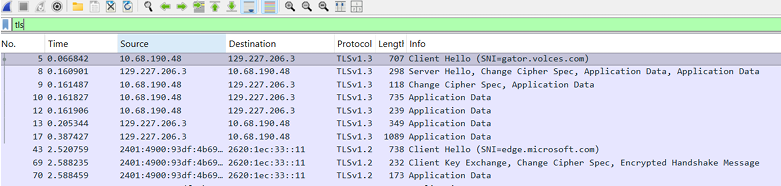 tls
No. Time Source Destination Protocol Lengtl Info
5 0.066842 10.68.190.48 129.227.206.3 TLSv1.3 707 Client Hello (SNI=gator.volces.com)
8 0.160901 129.227.206.3 10.68.190.48 TLSv1.3 298 Server Hello, Change Cipher Spec, Application Data, Application Data
9 0.161487 10.68.190.48 129.227.206.3 TLSv1.3 118 Change Cipher Spec, Application Data
10 0.161827 10.68.190.48 129.227.206.3 TLSv1.3 735 Application Data
12 0.161906 10.68.190.48 129.227.206.3 TLSv1.3 239 Application Data
13 0.205344 129.227.206.3 10.68.190.48 TLSv1.3 349 Application Data
17 0.387427 129.227.206.3 10.68.190.48 TLSv1.3 1089 Application Data
43 2.520759 2401:4900:93df:4b69… 2620:1ec:33::11 TLSv1.2 738 Client Hello (SNI=edge.microsoft.com)
69 2.588235 2401:4900:93df:4b69… 2620:1ec:33::11 TLSv1.2 232 Client Key Exchange, Change Cipher Spec, Encrypted Handshake Message
70 2.588459 2401:4900:93df:4b69… 2620:1ec:33::11 TLSv1.2 173 Application Data